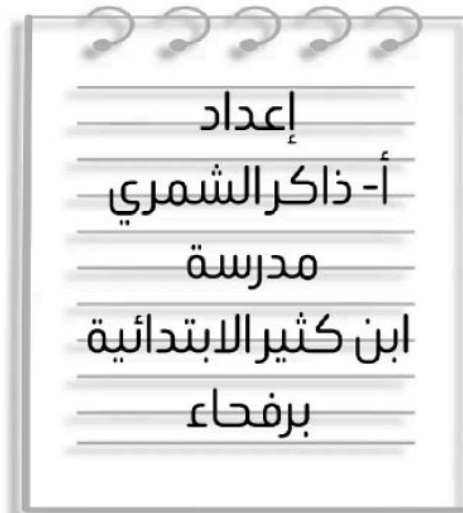 إعداد
أ- ذاكر الشمري
مدرسة
ابن كثير الابتدائية
برفحاء